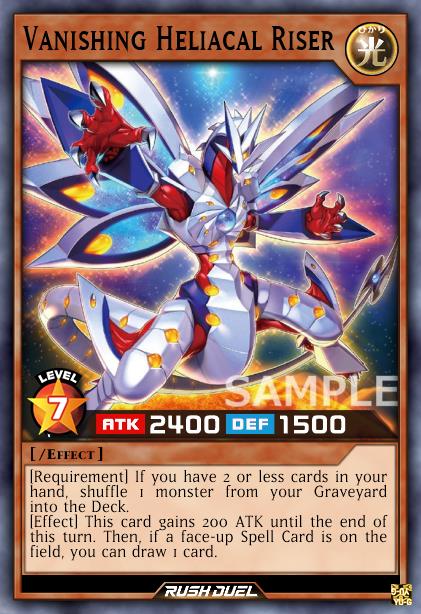 VANISHING HELIACAL RISER
ひかり
光
SAMPLE
LEVEL
7
ATK 2400 DEF 1500
[/EFFECT]
[Requirement] If you have 2 or less cards in your
hand, shuffle 1 monster from your Graveyard
into the Deck.
[Effect] This card gains 200 ATK until the end of
this turn. Then, if a face-up Spell Card is on the
field, you can draw 1 card.
RUSH DUEL